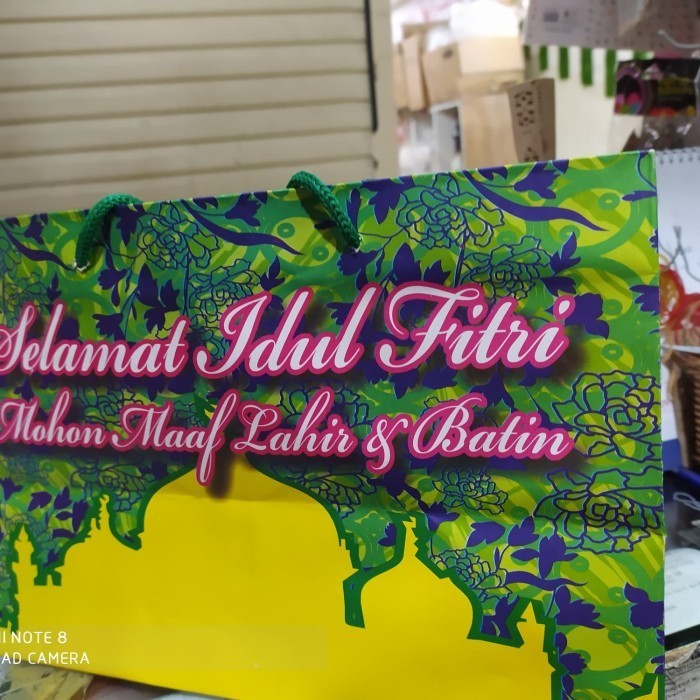 Selamat Idul Fitri
Mohon Maaf Lahir & Batin
I NOTE 8
AD CAMERA